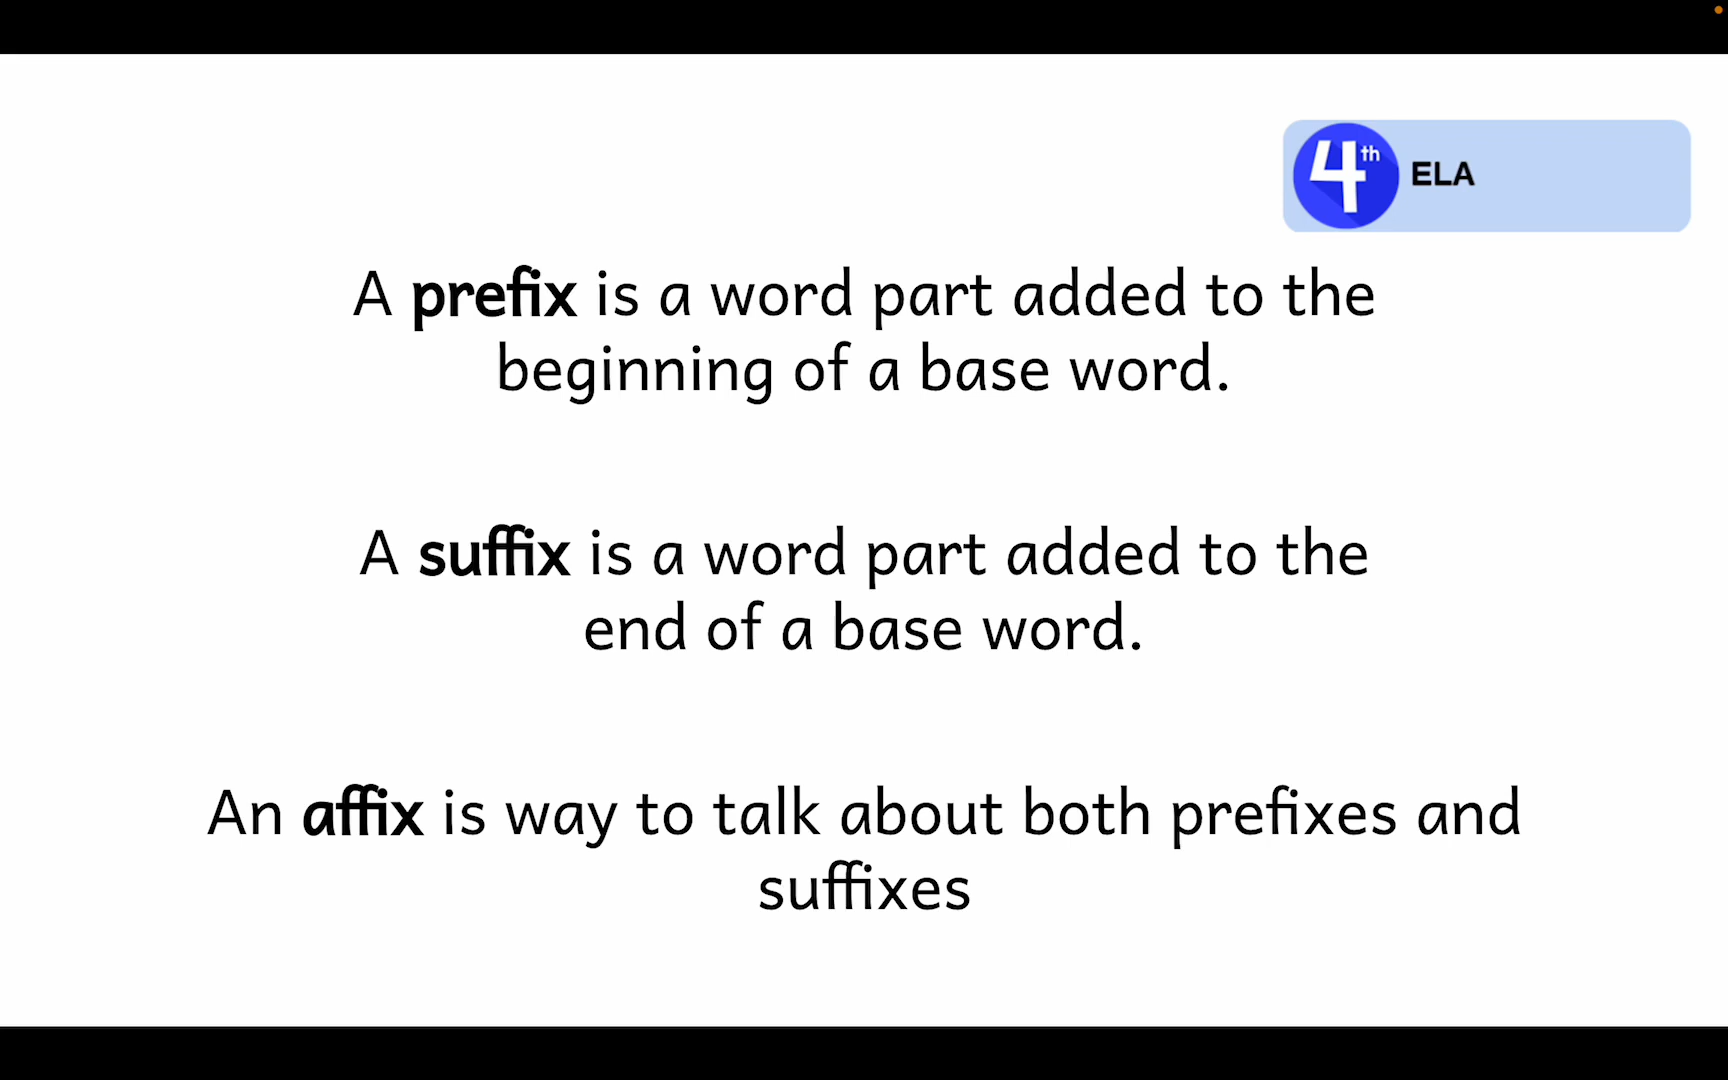 4th ELA
A prefix is a word part added to the
beginning of a base word.
A suffix is a word part added to the
end of a base word.
An affix is way to talk about both prefixes and
suffixes